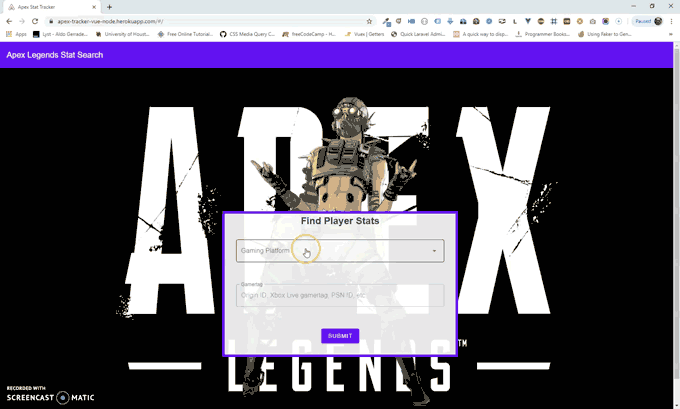 Apex Stat Tracker
apex-tracker-vue-node.herokuapp.com/#/
Paused
Apps
Lyst - Aldo Genade...
University of Houst...
Free Online Tutorial...
CSS Media Query C...
freeCodeCamp - H...
Vuex | Getters
Quick Laravel Admi...
A quick way to disp...
Programmer Books...
Using Faker to Gen...
Apex Legends Stat Search
APEX
Find Player Stats
Gaming Platform
Gamertag
Origin ID, Xbox Live gamertag, PSN ID, etc
SUBMIT
LEGENDS™
RECORDED WITH
SCREENCAST MATIC